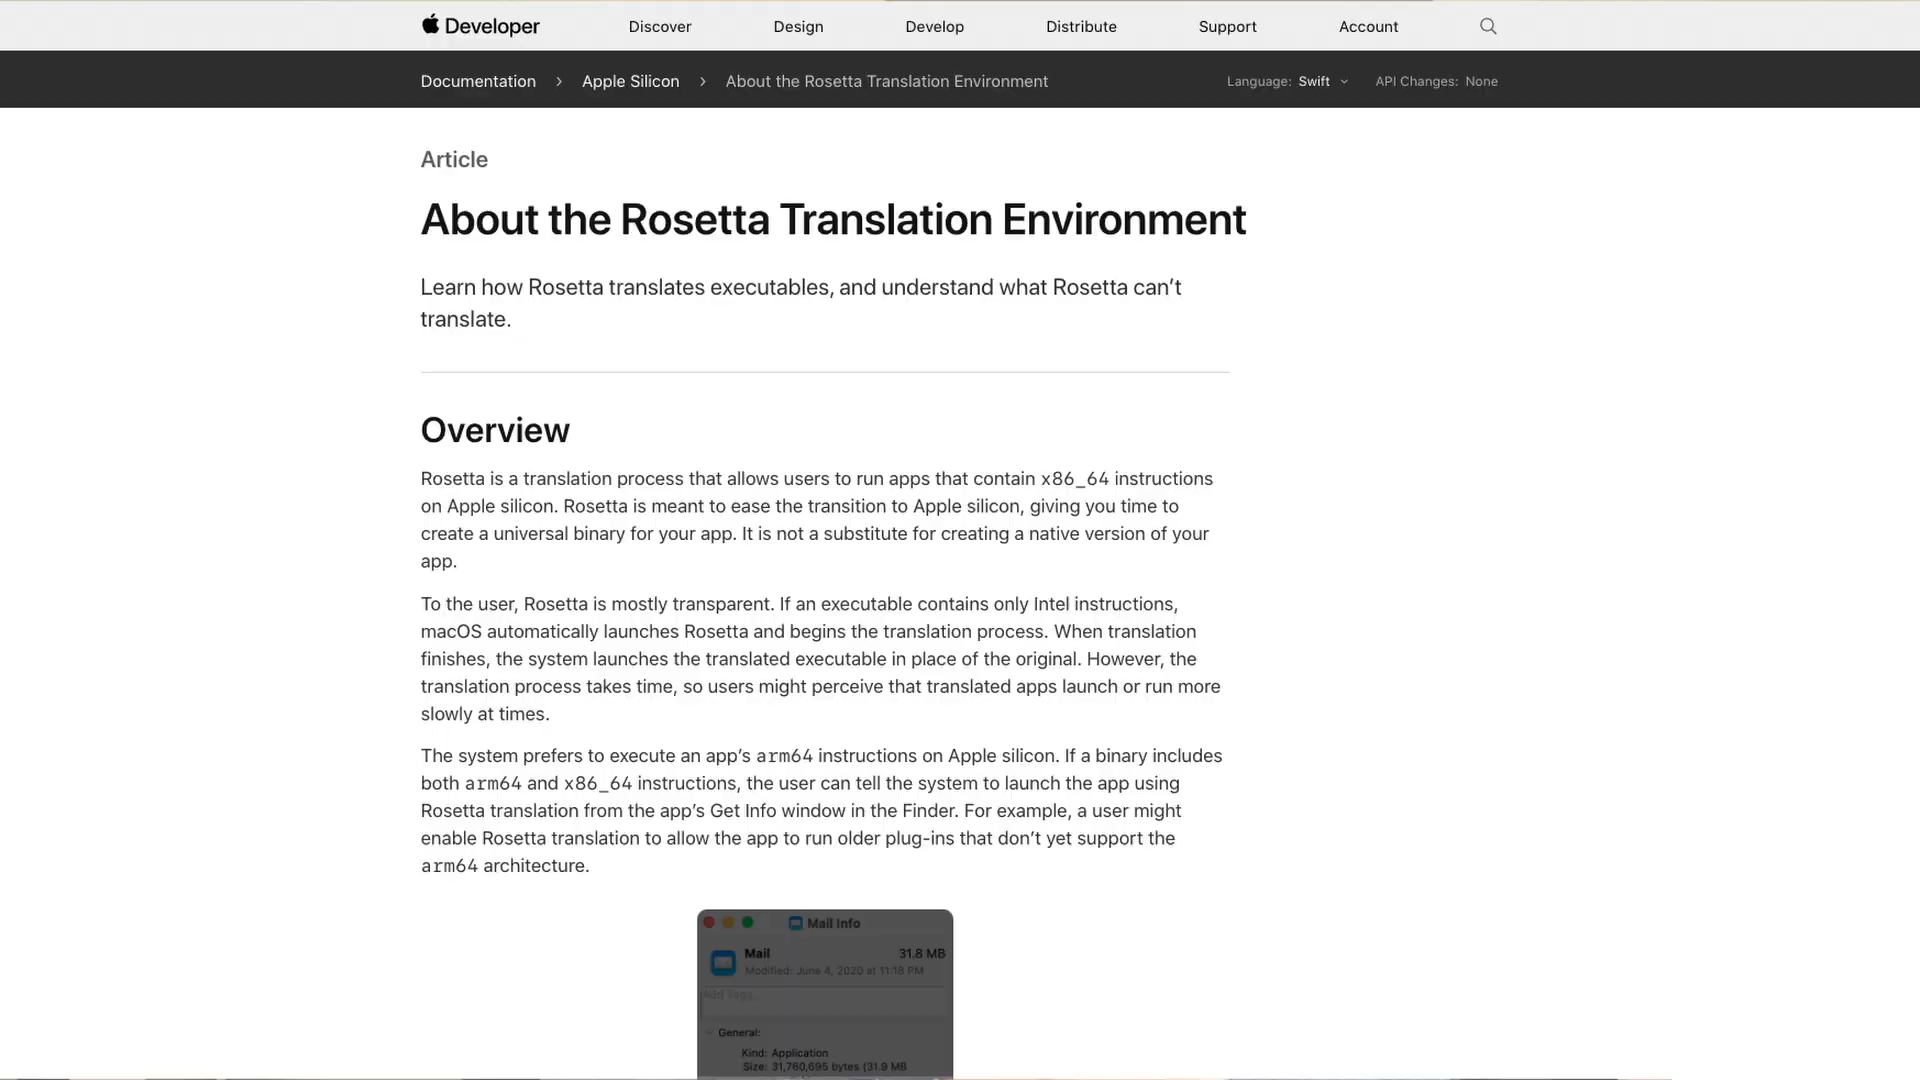 Developer
Discover
Design
Develop
Distribute
Support
Account
Documentation › Apple Silicon › About the Rosetta Translation Environment
Language: Swift
API Changes: None
Article
About the Rosetta Translation Environment
Learn how Rosetta translates executables, and understand what Rosetta can’t
translate.
Overview
Rosetta is a translation process that allows users to run apps that contain x86_64 instructions
on Apple silicon. Rosetta is meant to ease the transition to Apple silicon, giving you time to
create a universal binary for your app. It is not a substitute for creating a native version of your
app.
To the user, Rosetta is mostly transparent. If an executable contains only Intel instructions,
macOS automatically launches Rosetta and begins the translation process. When translation
finishes, the system launches the translated executable in place of the original. However, the
translation process takes time, so users might perceive that translated apps launch or run more
slowly at times.
The system prefers to execute an app’s arm64 instructions on Apple silicon. If a binary includes
both arm64 and x86_64 instructions, the user can tell the system to launch the app using
Rosetta translation from the app’s Get Info window in the Finder. For example, a user might
enable Rosetta translation to allow the app to run older plug-ins that don’t yet support the
arm64 architecture.
Mail Info
Mail 31.8 MB
Modified: June 4, 2020 at 11:18 PM
Add Tags...
General:
Kind: Application
Size: 31,760,695 bytes (31.9 MB